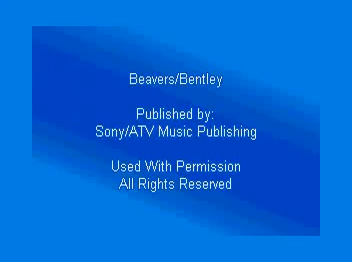 Beavers/Bentley
Published by:
Sony/ATV Music Publishing
Used With Permission
All Rights Reserved